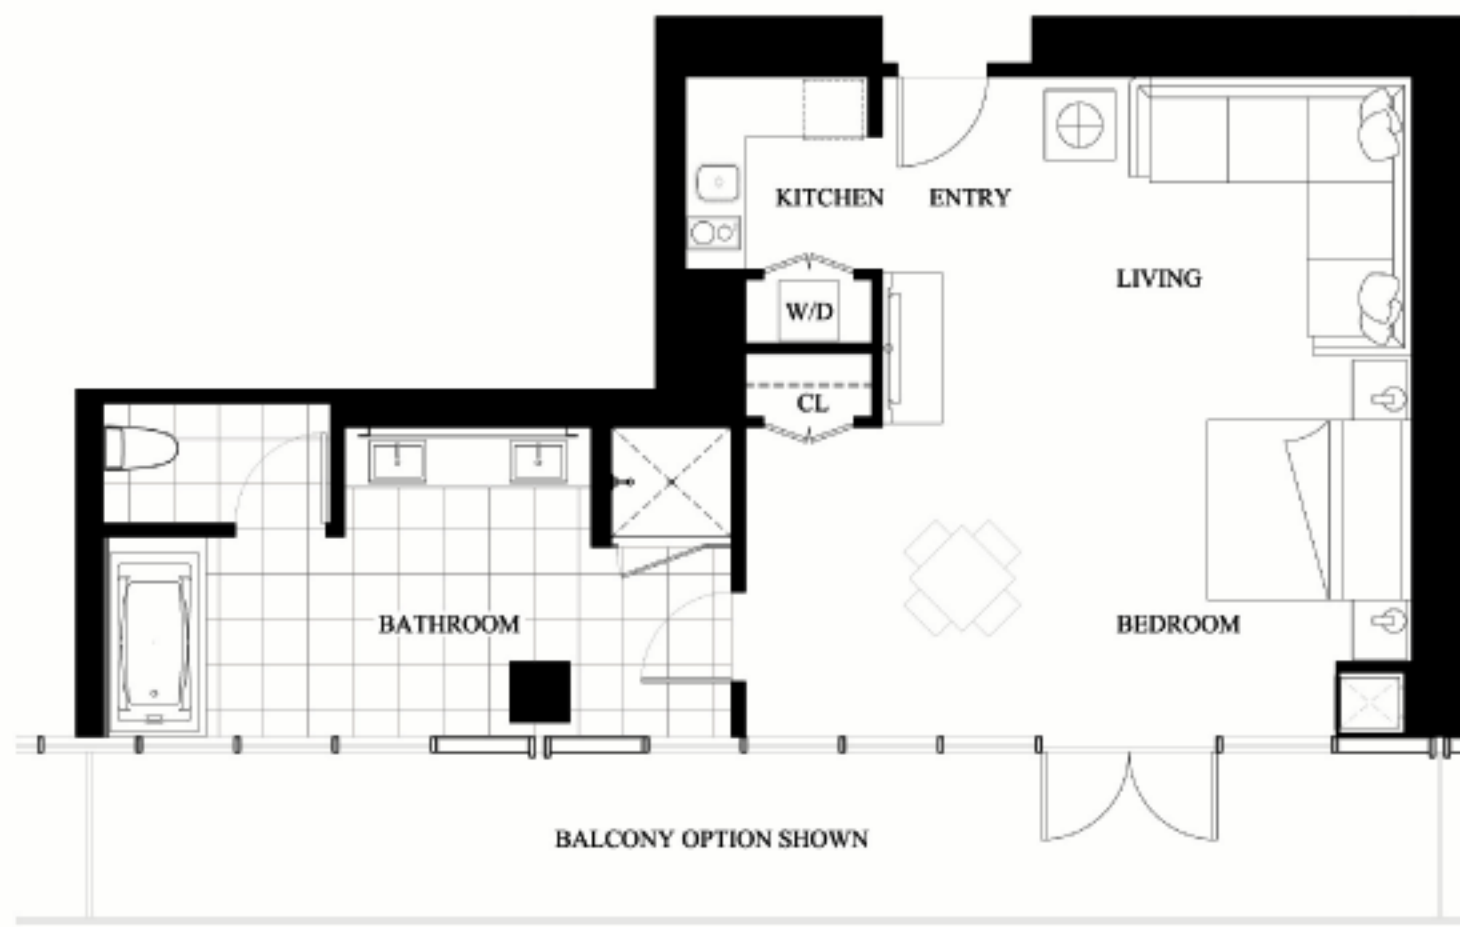 KITCHEN
ENTRY
LIVING
W/D
CL
BATHROOM
BEDROOM
BALCONY OPTION SHOWN